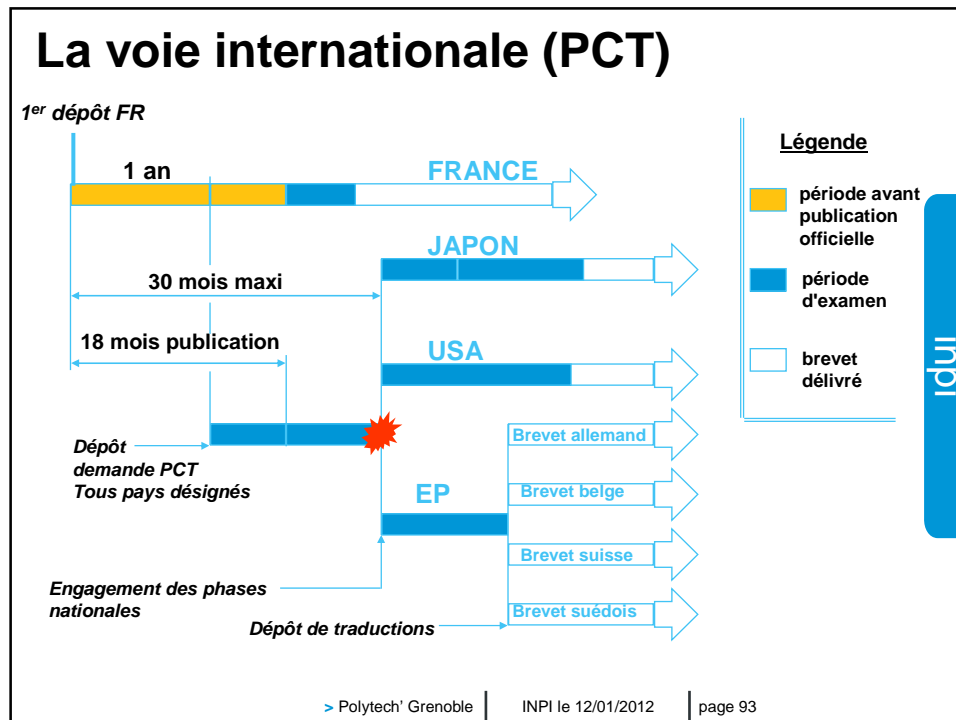 La voie internationale (PCT)
1er dépôt FR
1 an
FRANCE
JAPON
30 mois maxi
18 mois publication
USA
Dépôt
demande PCT
Tous pays désignés
EP
Brevet allemand
Brevet belge
Brevet suisse
Brevet suédois
Engagement des phases
nationales
Dépôt de traductions
Légende
période avant
publication
officielle
période
d'examen
brevet
délivré
inpi
> Polytech' Grenoble
INPI le 12/01/2012
page 93